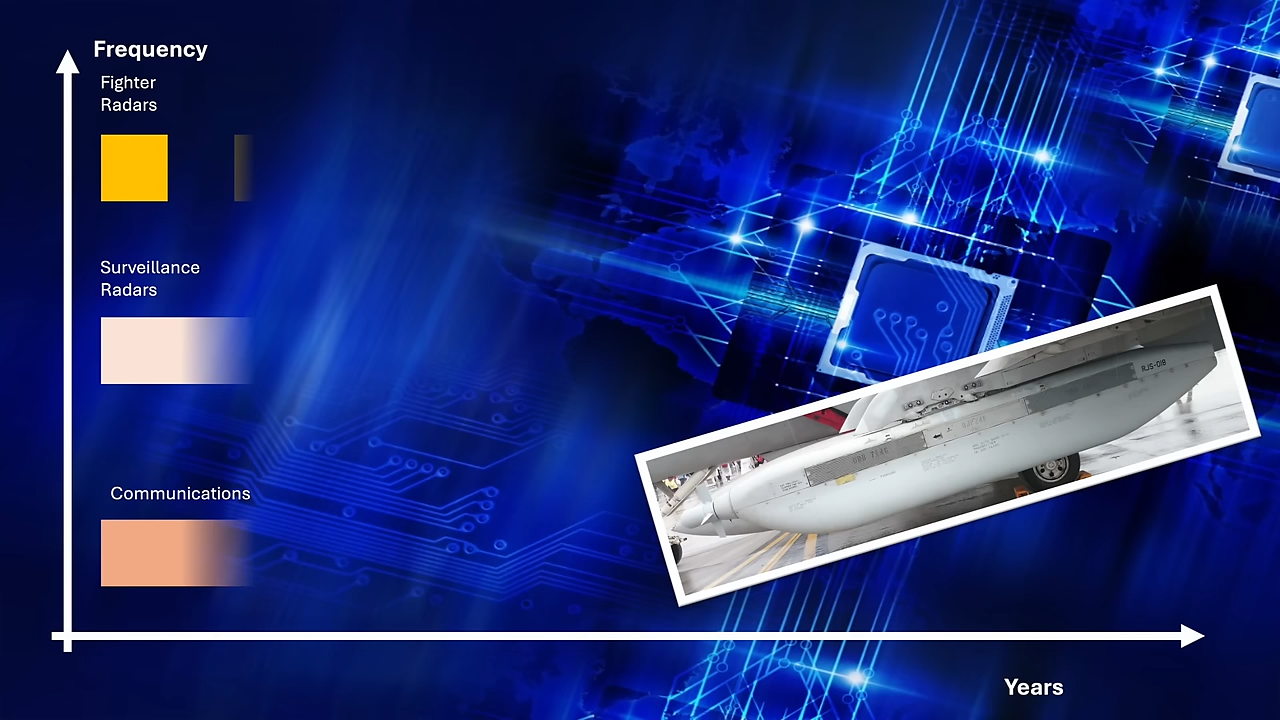 Frequency
Fighter
Radars
Surveillance
Radars
RJS-018
Communications
Years